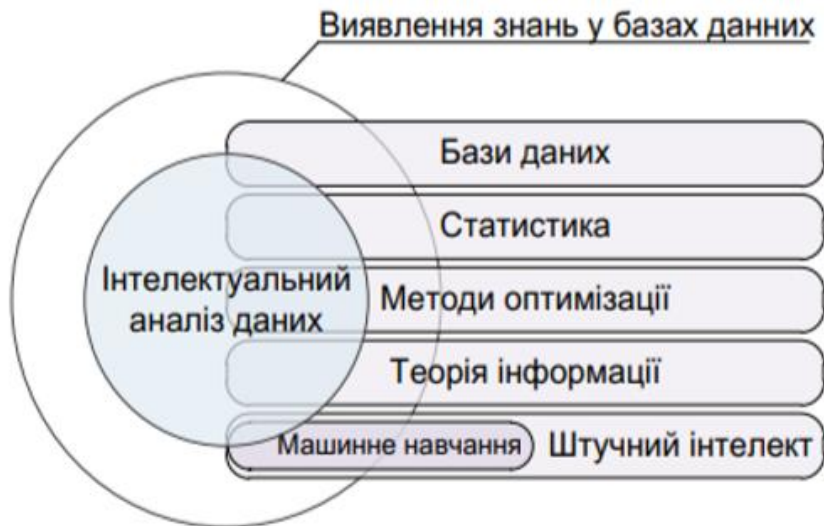 Виявлення знань у базах данних
Бази даних
Статистика
Інтелектуальний
аналіз даних
Методи оптимізації
Теорія інформації
Машинне навчання
Штучний інтелект